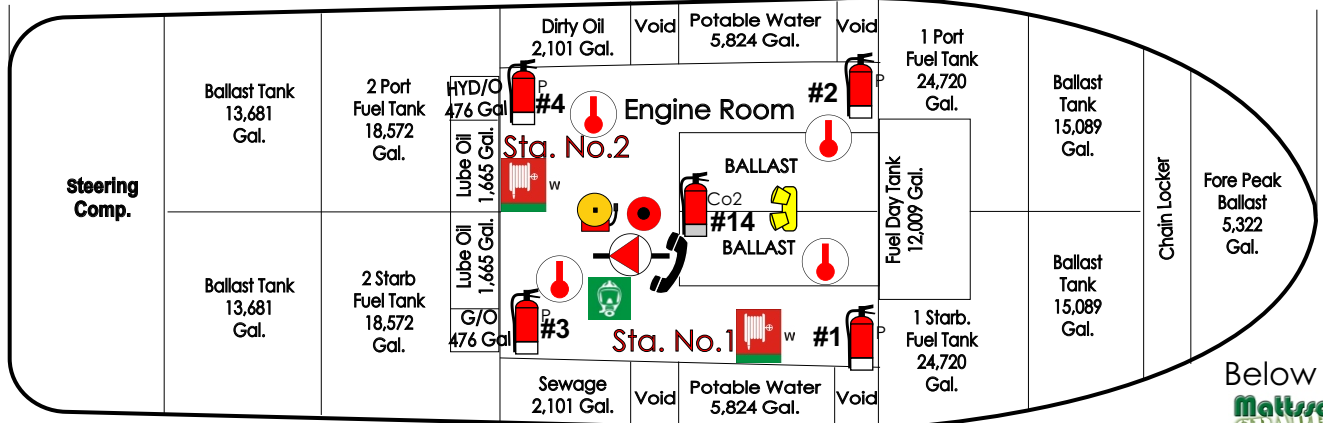 Steering
Comp.
Ballast Tank
13,681
Gal.
Ballast Tank
13,681
Gal.
2 Port
Fuel Tank
18,572
Gal.
2 Starb
Fuel Tank
18,572
Gal.
HYD/O
476 Gal
Lube Oil
1,665 Gal.
Lube Oil
1,665 Gal.
G/O
476 Gal
Dirty Oil
2,101 Gal.
Void
Potable Water
5,824 Gal.
Void
P
#4
Engine Room
#2
P
Sta. No.2
W
BALLAST
Co2
#14
BALLAST
P
#3
Sta. No.1
W
#1
P
Sewage
2,101 Gal.
Void
Potable Water
5,824 Gal.
Void
1 Port
Fuel Tank
24,720
Gal.
Fuel Day Tank
12,009 Gal.
1 Starb.
Fuel Tank
24,720
Gal.
Ballast
Tank
15,089
Gal.
Ballast
Tank
15,089
Gal.
Chain Locker
Fore Peak
Ballast
5,322
Gal.
Below